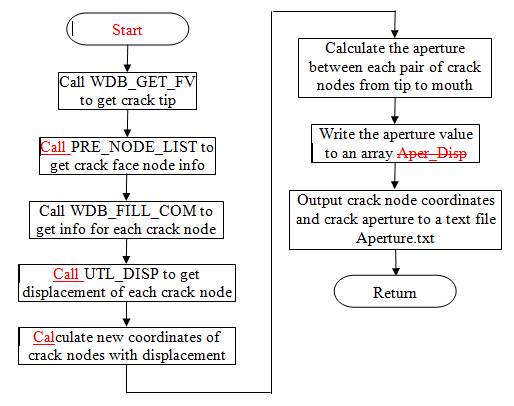 Start
Call WDB_GET_FV
to get crack tip
Call PRE_NODE_LIST to
get crack face node info
Call WDB_FILL_COM to
get info for each crack node
Call UTL_DISP to get
displacement of each crack node
Calculate new coordinates of
crack nodes with displacement
Calculate the aperture
between each pair of crack
nodes from tip to mouth
Write the aperture value
to an array Aper_Disp
Output crack node coordinates
and crack aperture to a text file
Aperture.txt
Return